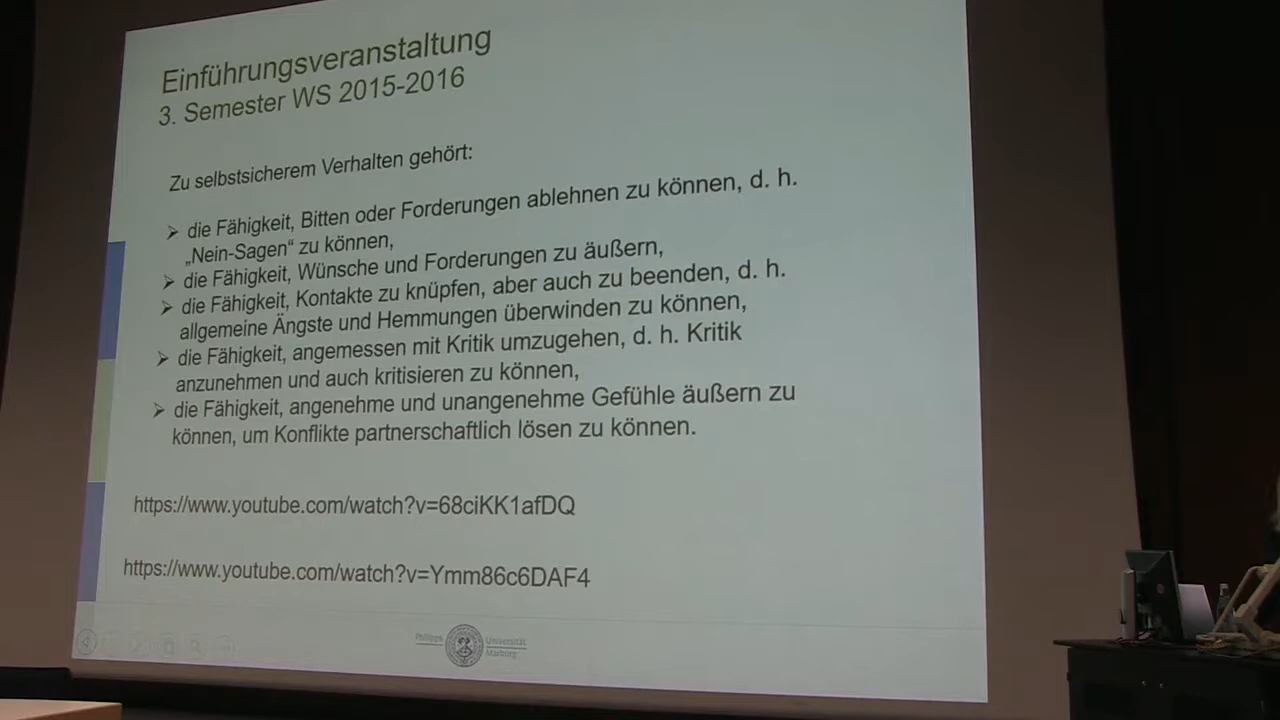 Einführungsveranstaltung
3. Semester WS 2015-2016
Zu selbstsicherem Verhalten gehört:
➢ die Fähigkeit, Bitten oder Forderungen ablehnen zu können, d. h.
„Nein-Sagen“ zu können,
➢ die Fähigkeit, Wünsche und Forderungen zu äußern,
➢ die Fähigkeit, Kontakte zu knüpfen, aber auch zu beenden, d. h.
allgemeine Ängste und Hemmungen überwinden zu können,
➢ die Fähigkeit, angemessen mit Kritik umzugehen, d. h. Kritik
anzunehmen und auch kritisieren zu können,
➢ die Fähigkeit, angenehme und unangenehme Gefühle äußern zu
können, um Konflikte partnerschaftlich lösen zu können.
https://www.youtube.com/watch?v=68ciKK1afDQ
https://www.youtube.com/watch?v=Ymm86c6DAF4
Philipps Universität
Marburg